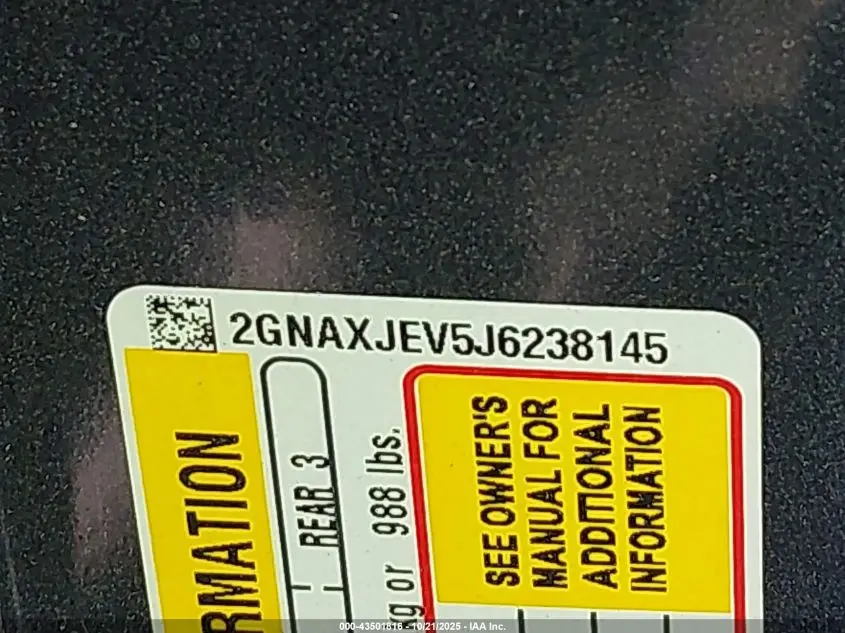 2GNAXJEV5J6238145
RMATION
REAR 3
kg or 988 lbs.
SEE OWNER'S
MANUAL FOR
ADDITIONAL
INFORMATION
000-43501816 - 10/21/2025 - IAA Inc.